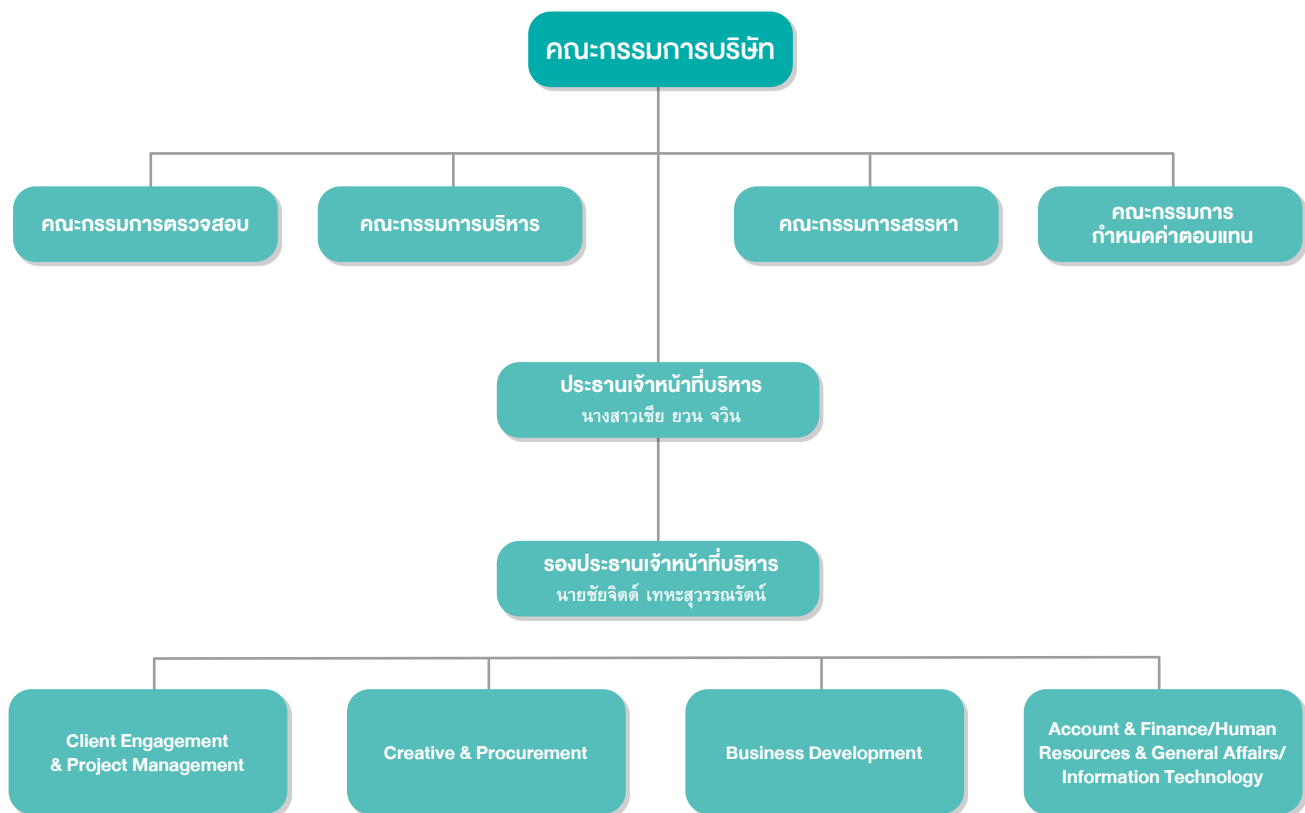 คณะกรรมการบริษัท
คณะกรรมการตรวจสอบ
คณะกรรมการบริหาร
คณะกรรมการสรรหา
คณะกรรมการ
กำหนดค่าตอบแทน
ประธานเจ้าหน้าที่บริหาร
นางสาวเชีย ยวน จวิน
รองประธานเจ้าหน้าที่บริหาร
นายชัยจิตต์ เทหะสุวรรณรัตน์
Client Engagement
& Project Management
Creative & Procurement
Business Development
Account & Finance/Human
Resources & General Affairs/
Information Technology